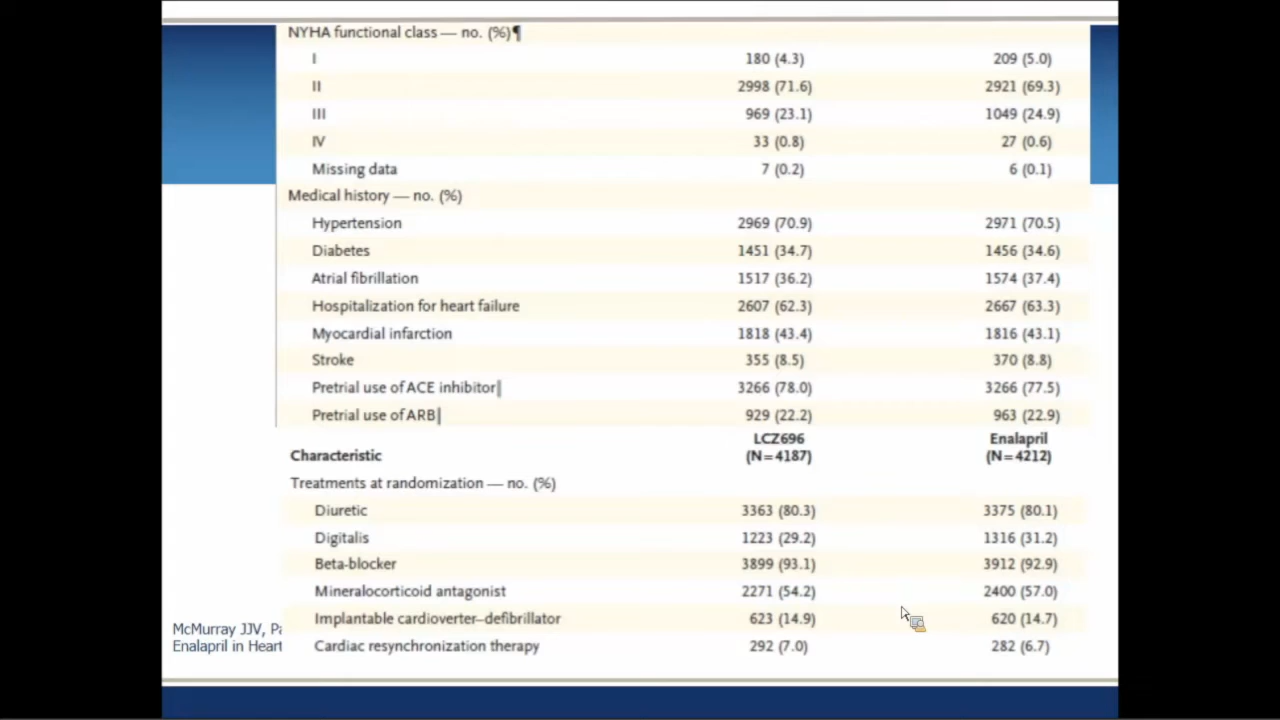 NYHA functional class — no. (%)¶
I 180 (4.3) 209 (5.0)
II 2998 (71.6) 2921 (69.3)
III 969 (23.1) 1049 (24.9)
IV 33 (0.8) 27 (0.6)
Missing data 7 (0.2) 6 (0.1)
Medical history — no. (%)
Hypertension 2969 (70.9) 2971 (70.5)
Diabetes 1451 (34.7) 1456 (34.6)
Atrial fibrillation 1517 (36.2) 1574 (37.4)
Hospitalization for heart failure 2607 (62.3) 2667 (63.3)
Myocardial infarction 1818 (43.4) 1816 (43.1)
Stroke 355 (8.5) 370 (8.8)
Pretrial use of ACE inhibitor‖ 3266 (78.0) 3266 (77.5)
Pretrial use of ARB‖ 929 (22.2) 963 (22.9)
LCZ696 Enalapril
Characteristic (N=4187) (N=4212)
Treatments at randomization — no. (%)
Diuretic 3363 (80.3) 3375 (80.1)
Digitalis 1223 (29.2) 1316 (31.2)
Beta-blocker 3899 (93.1) 3912 (92.9)
Mineralocorticoid antagonist 2271 (54.2) 2400 (57.0)
Implantable cardioverter–defibrillator 623 (14.9) 620 (14.7)
Cardiac resynchronization therapy 292 (7.0) 282 (6.7)
McMurray JJV, Pa
Enalapril in Heart